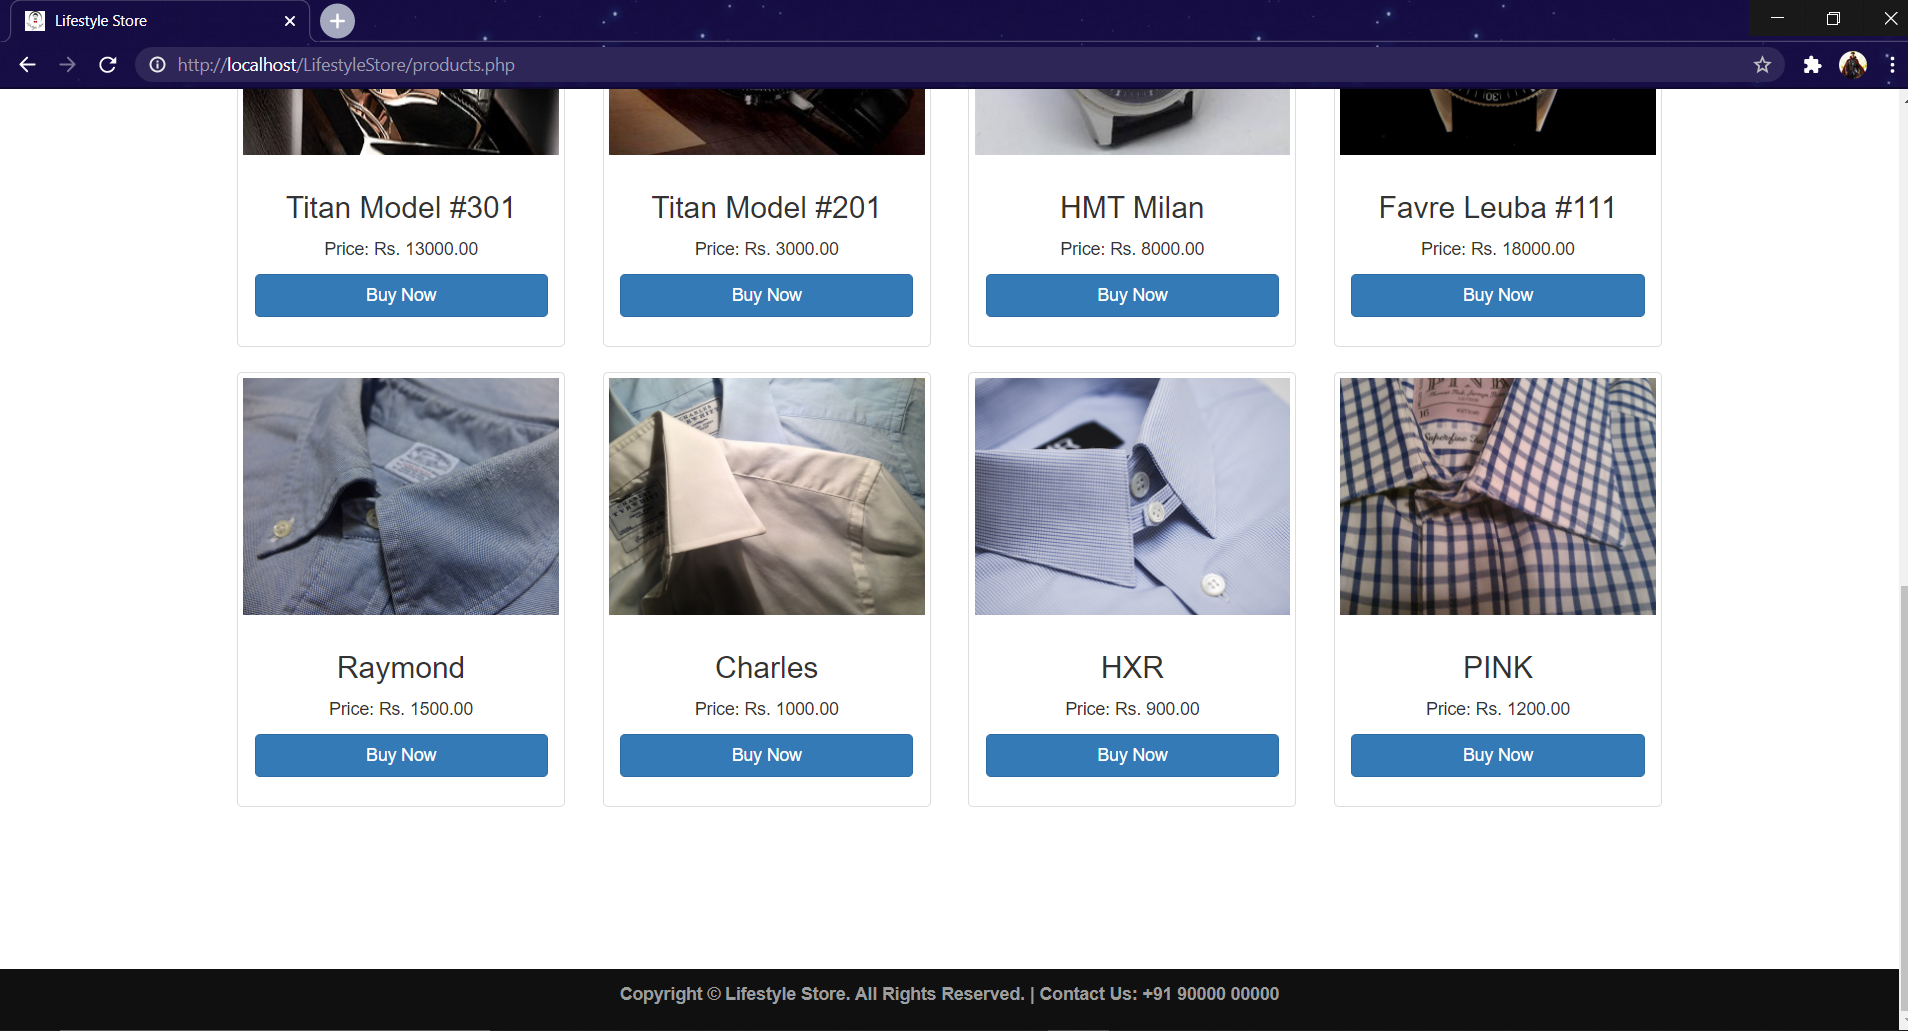 Lifestyle Store
http://localhost/LifestyleStore/products.php
Titan Model #301
Price: Rs. 13000.00
Buy Now
Titan Model #201
Price: Rs. 3000.00
Buy Now
HMT Milan
Price: Rs. 8000.00
Buy Now
Favre Leuba #111
Price: Rs. 18000.00
Buy Now
Raymond
Price: Rs. 1500.00
Buy Now
Charles
Price: Rs. 1000.00
Buy Now
HXR
Price: Rs. 900.00
Buy Now
PINK
16
PINK
Price: Rs. 1200.00
Buy Now
Copyright © Lifestyle Store. All Rights Reserved. | Contact Us: +91 90000 00000